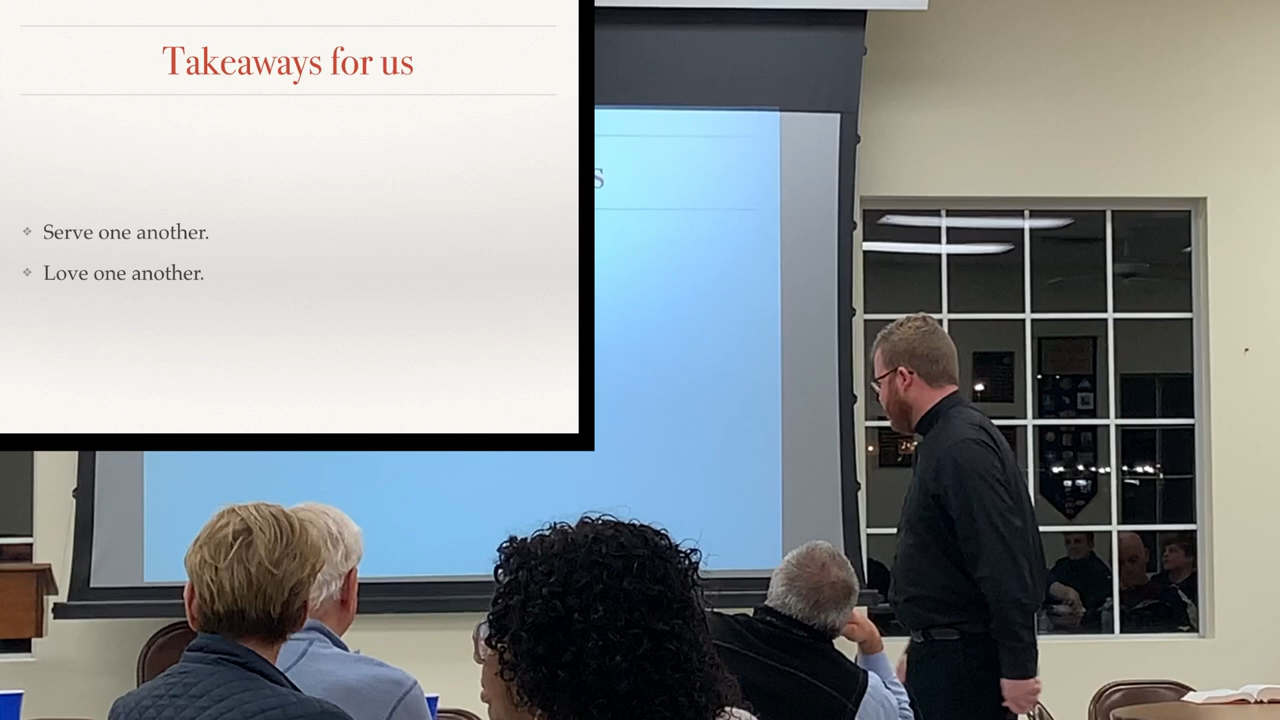 Takeaways for us
Serve one another.
Love one another.
s